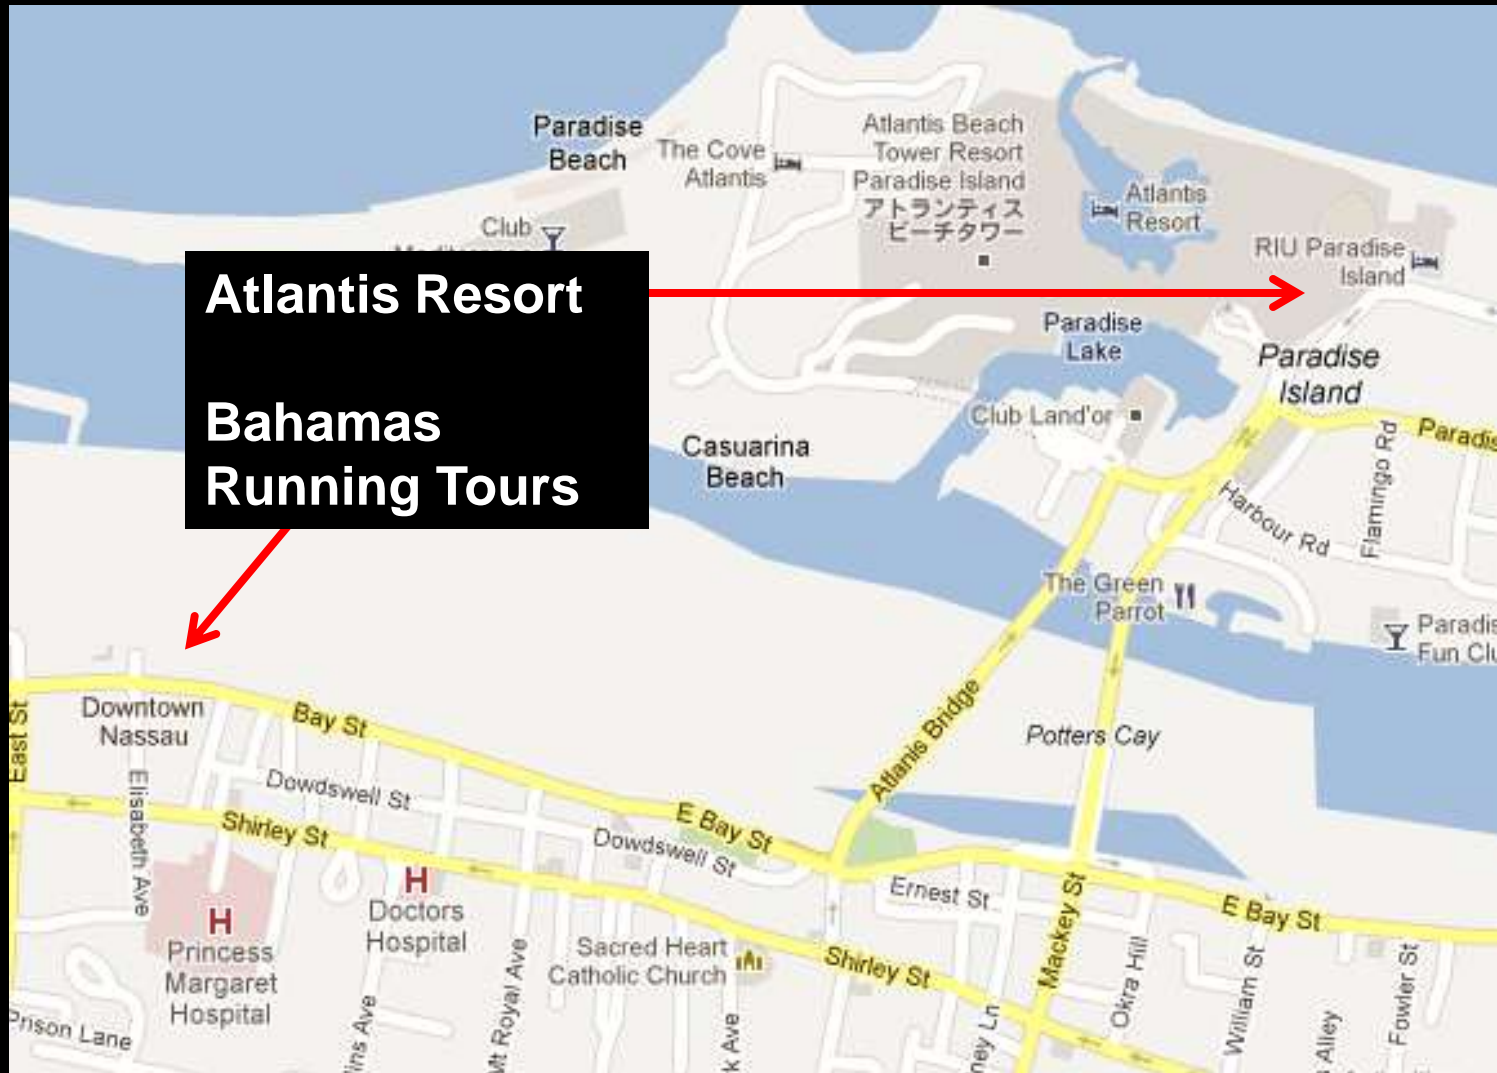 Paradise
Beach
The Cove
Atlantis
Atlantis Beach
Tower Resort
Paradise Island
アトランティス
ビーチタワー
Atlantis
Resort
Club
RIU Paradise
Island
Atlantis Resort
Bahamas
Running Tours
Paradise
Lake
Paradise
Island
Club Land'or
Casuarina
Beach
Flamingo Rd
Harbour Rd
The Green
Parrot
Potters Cay
Atlanis Bridge
Downtown
Nassau
East St
Bay St
Elisabeth Ave
Dowdswell St
Shirley St
E Bay St
Dowdswell St
Ernest St
Mackey St
E Bay St
Princess
Margaret
Hospital
H
H
Doctors
Hospital
Sacred Heart
Catholic Church
Shirley St
Mt Royal Ave
Okra Hill
William St
Fowler St
Alley
Prison Lane
Ave
Ave
Ln